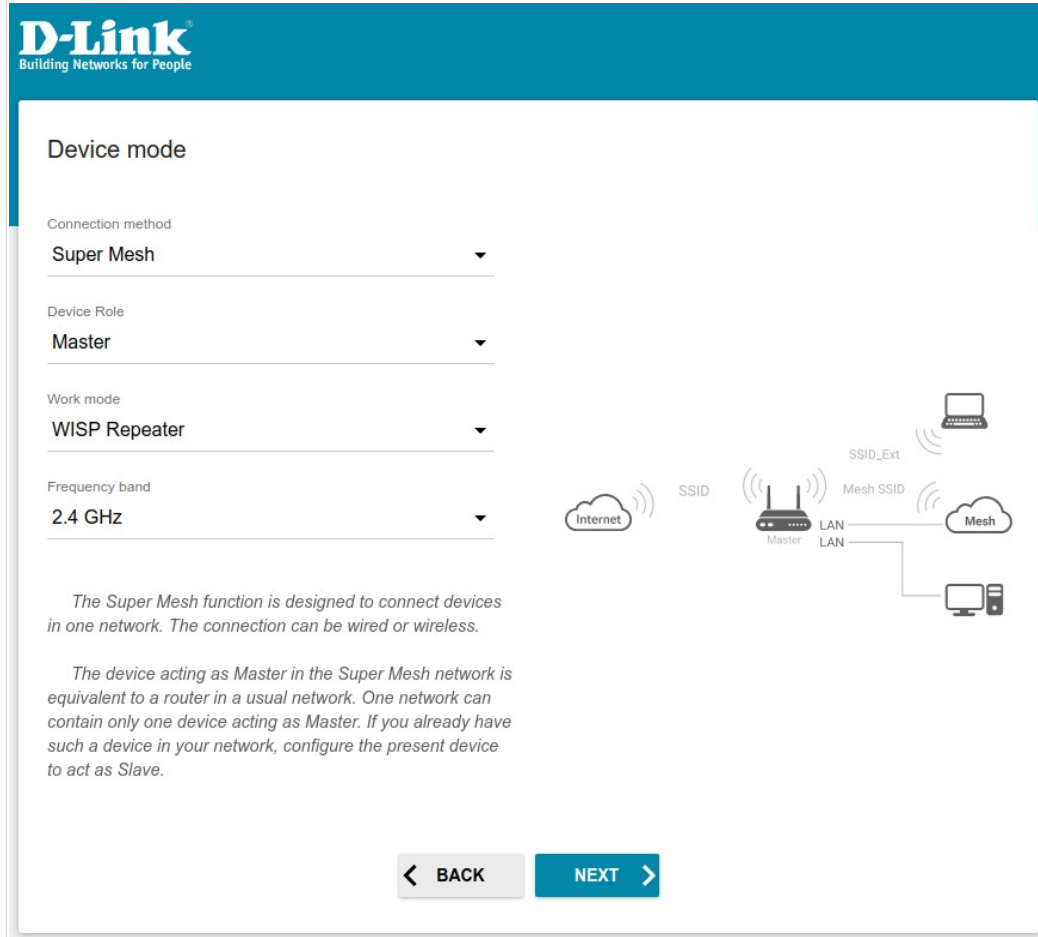 D-Link®
Building Networks for People
Device mode
Connection method
Super Mesh
Device Role
Master
Work mode
WISP Repeater
Frequency band
2.4 GHz
The Super Mesh function is designed to connect devices
in one network. The connection can be wired or wireless.
The device acting as Master in the Super Mesh network is
equivalent to a router in a usual network. One network can
contain only one device acting as Master. If you already have
such a device in your network, configure the present device
to act as Slave.
Internet
SSID
SSID_Ext
Mesh SSID
Master
LAN
LAN
Mesh
BACK
NEXT